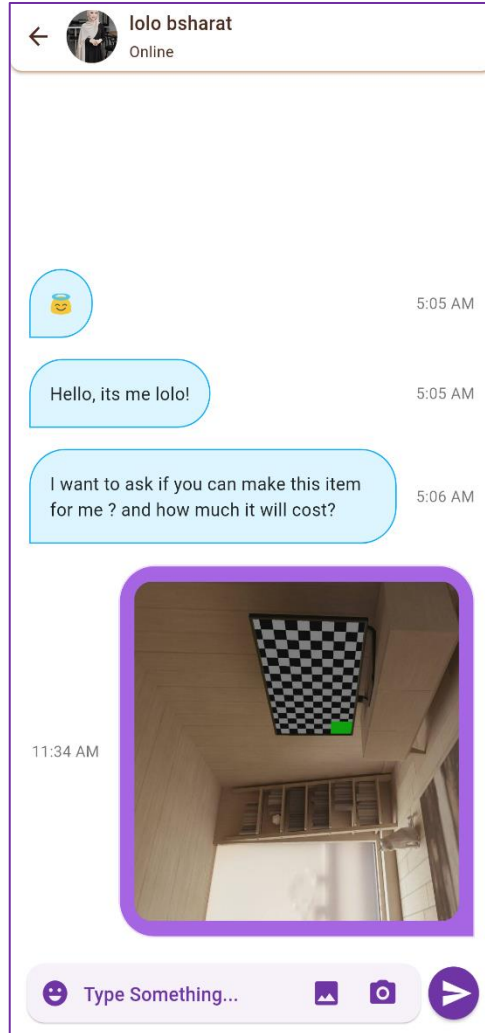 lolo bsharat
Online
😇
5:05 AM
Hello, its me lolo!
5:05 AM
I want to ask if you can make this item
for me ? and how much it will cost?
5:06 AM
11:34 AM
Type Something...